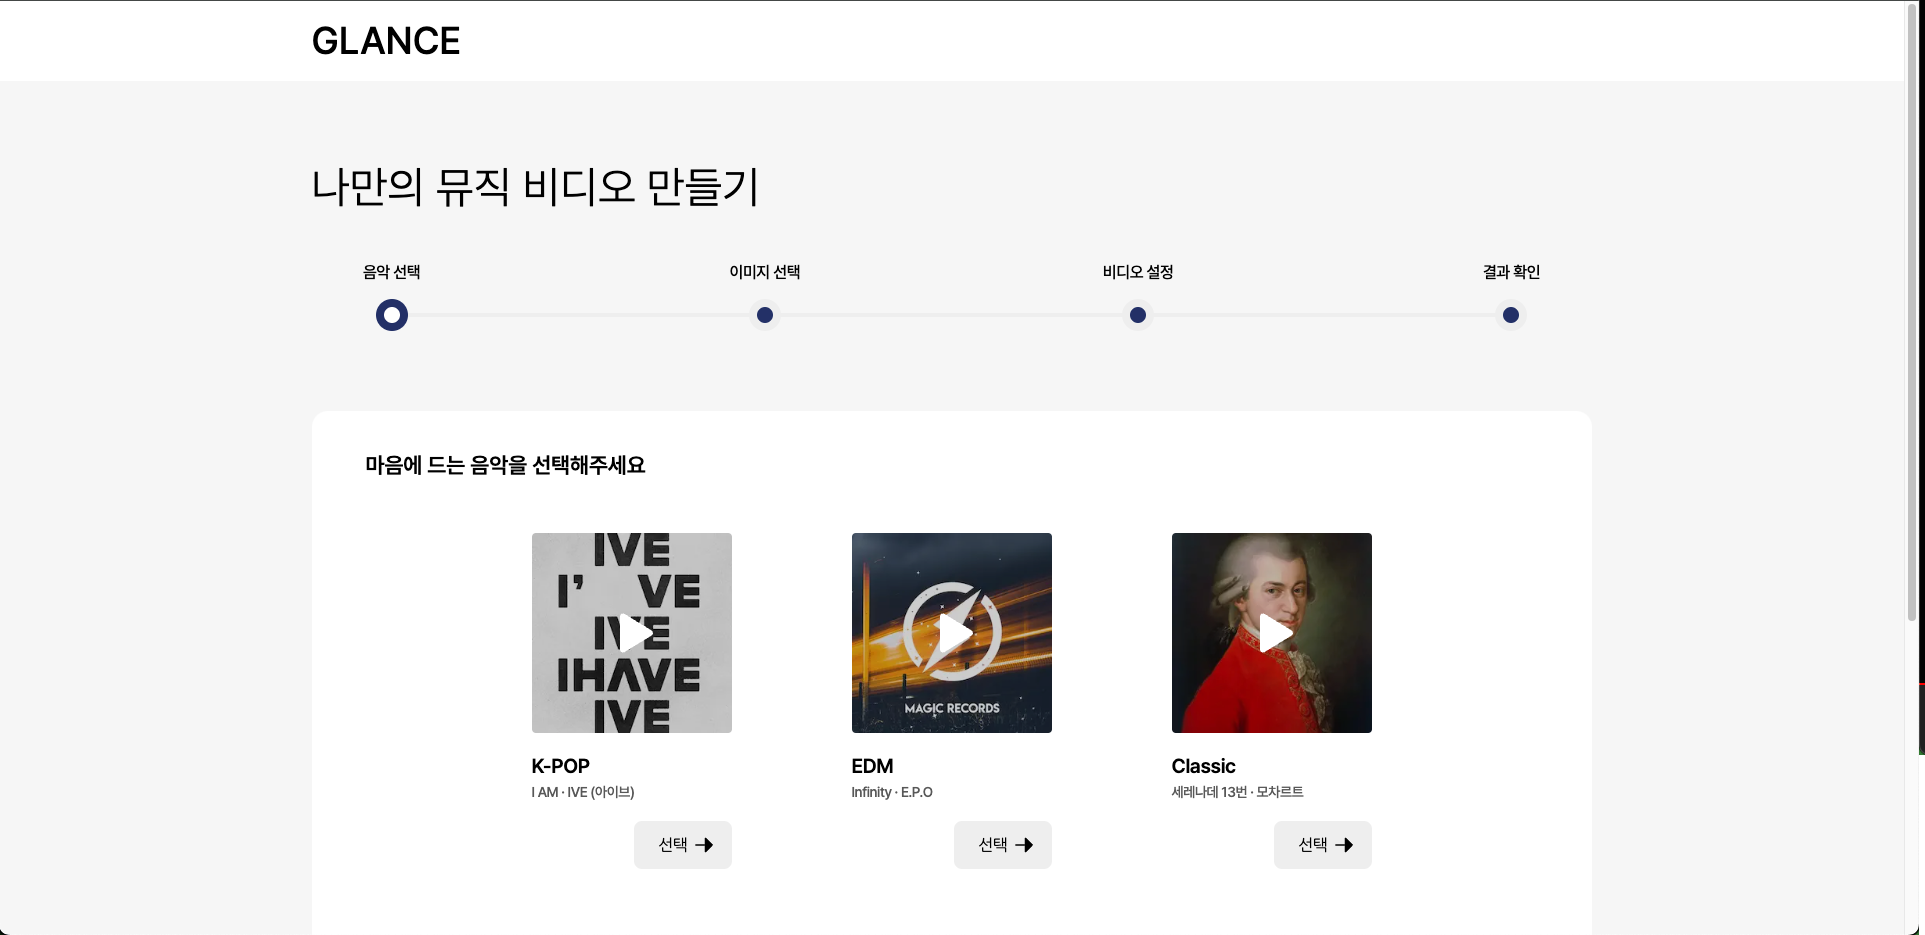 GLANCE
나만의 뮤직 비디오 만들기
음악 선택
이미지 선택
비디오 설정
결과 확인
마음에 드는 음악을 선택해주세요
IVE
I' VE
IVE
IHAVE
IVE
MAGIC RECORDS
K-POP
I AM · IVE (아이브)
선택
EDM
Infinity · E.P.O
선택
Classic
세레나데 13번 · 모차르트
선택